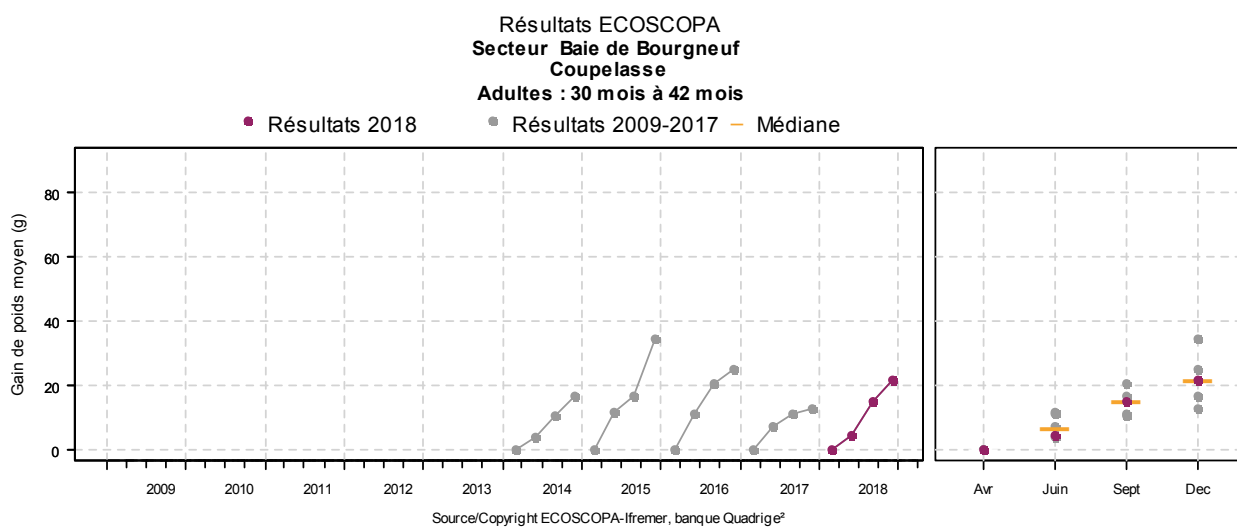 Résultats ECOSCOPA
Secteur Baie de Bourgneuf
Coupelasse
Adultes : 30 mois à 42 mois
Résultats 2018 Résultats 2009-2017 Médiane
Gain de poids moyen (g)
80
60
40
20
0
2009 2010 2011 2012 2013 2014 2015 2016 2017 2018
Avr Juin Sept Dec
Source/Copyright ECOSCOPA-Ifremer, banque Quadrige²